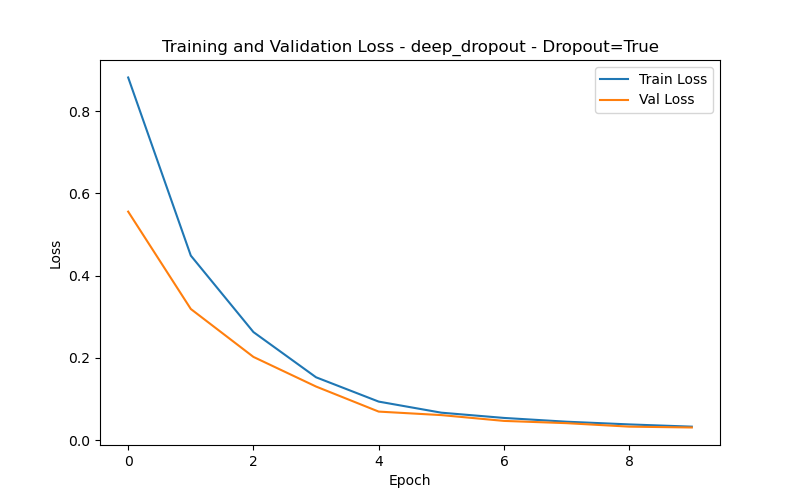 Training and Validation Loss - deep_dropout - Dropout=True
Train Loss
Val Loss
0.8
0.6
0.4
0.2
0.0
Loss
0 2 4 6 8
Epoch